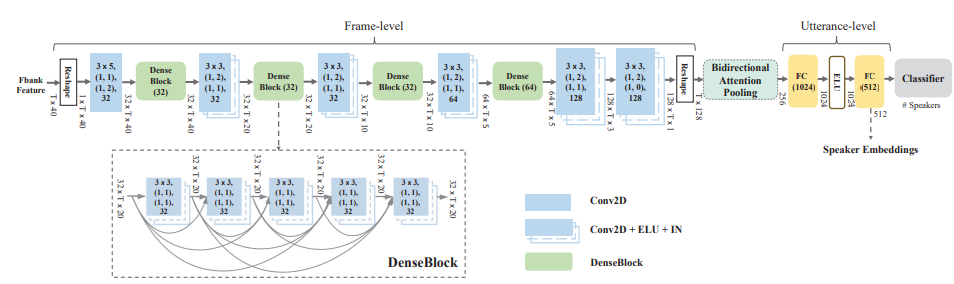 Frame-level
Utterance-level
Fbank
Feature
T x 40
Reshape
1 x T x 40
3 x 5,
(1, 1),
(1, 2),
32
32 x T x 40
Dense
Block
(32)
32 x T x 40
3 x 3,
(1, 2),
(1, 1),
32
32 x T x 20
Dense
Block (32)
32 x T x 20
3 x 3,
(1, 2),
(1, 1),
32
32 x T x 10
Dense
Block (32)
32 x T x 10
3 x 3,
(1, 2),
(1, 1),
64
64 x T x 5
Dense
Block (64)
64 x T x 5
3 x 3,
(1, 2),
(1, 1),
128
128 x T x 3
3 x 3,
(1, 2),
(1, 0),
128
128 x T x 1
Reshape
T x 128
Bidirectional
Attention
Pooling
256
FC
(1024)
1024
ELU
1024
FC
(512)
512
Classifier
# Speakers
Speaker Embeddings
32 x T x 20
3 x 3,
(1, 1),
(1, 1),
32
32 x T x 20
3 x 3,
(1, 1),
(1, 1),
32
32 x T x 20
3 x 3,
(1, 1),
(1, 1),
32
32 x T x 20
3 x 3,
(1, 1),
(1, 1),
32
32 x T x 20
3 x 3,
(1, 1),
(1, 1),
32
32 x T x 20
DenseBlock
Conv2D
Conv2D + ELU + IN
DenseBlock